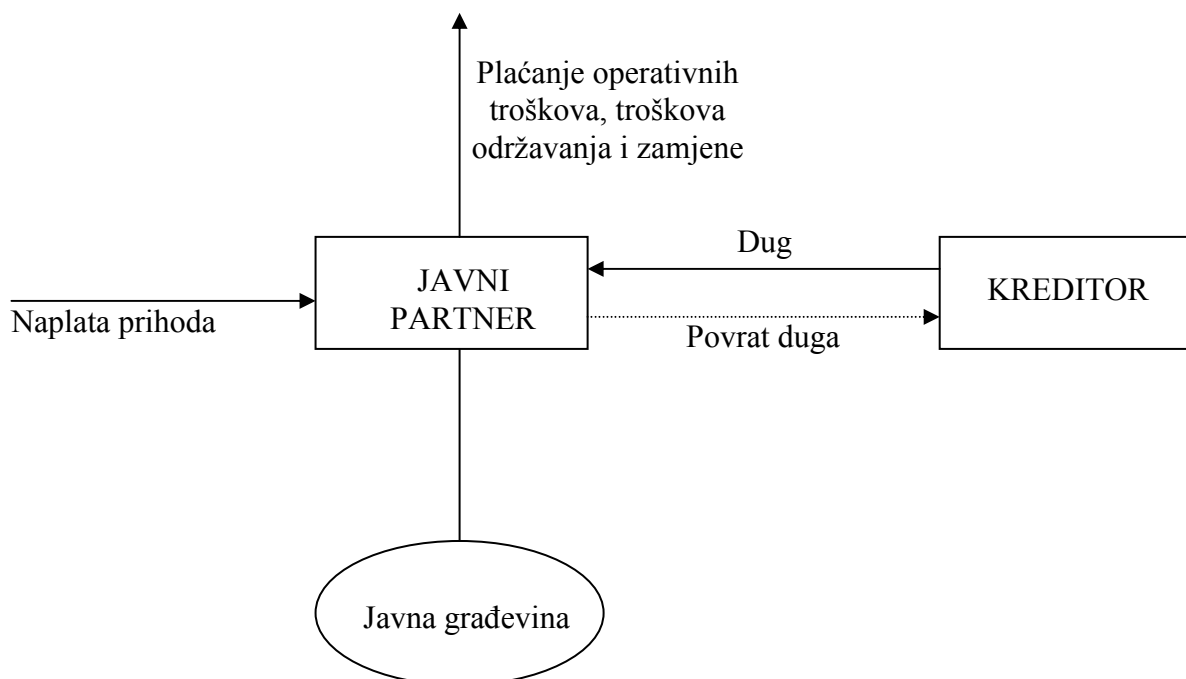 Plaćanje operativnih
troškova, troškova
održavanja i zamjene
Dug
JAVNI
PARTNER
KREDITOR
Naplata prihoda
Povrat duga
Javna građevina